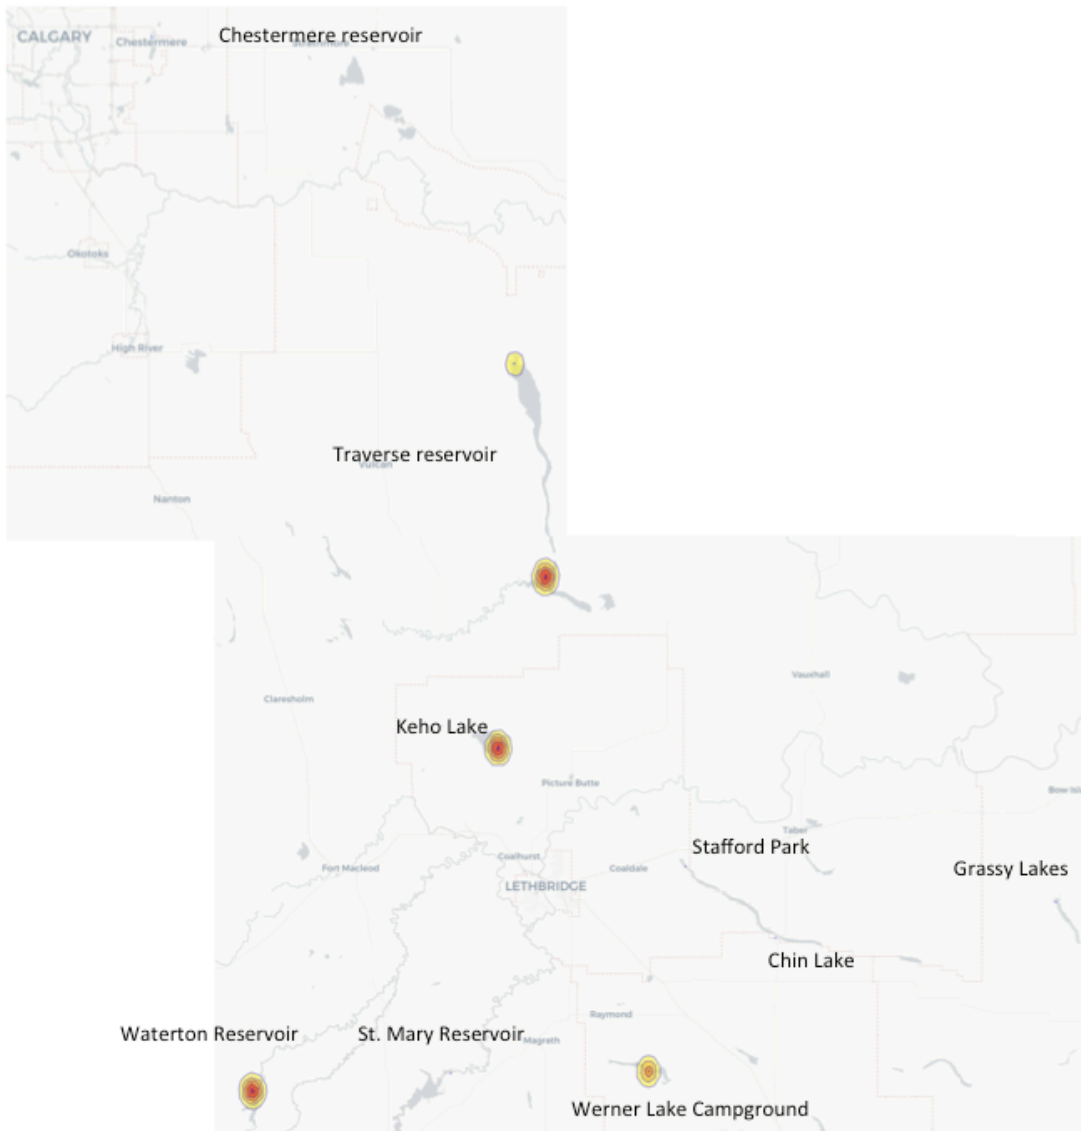 Chestermere reservoir
CALGARY
Chestermere
Strathmore
Okotoks
High River
Traverse reservoir
Vulcan
Nanton
Vauxhall
Claresholm
Keho Lake
Picture Butte
Bow Isl
Taber
Stafford Park
Coalhurst
Fort Macleod
Coaldale
Grassy Lakes
LETHBRIDGE
Chin Lake
Raymond
Waterton Reservoir
St. Mary Reservoir
Magrath
Werner Lake Campground